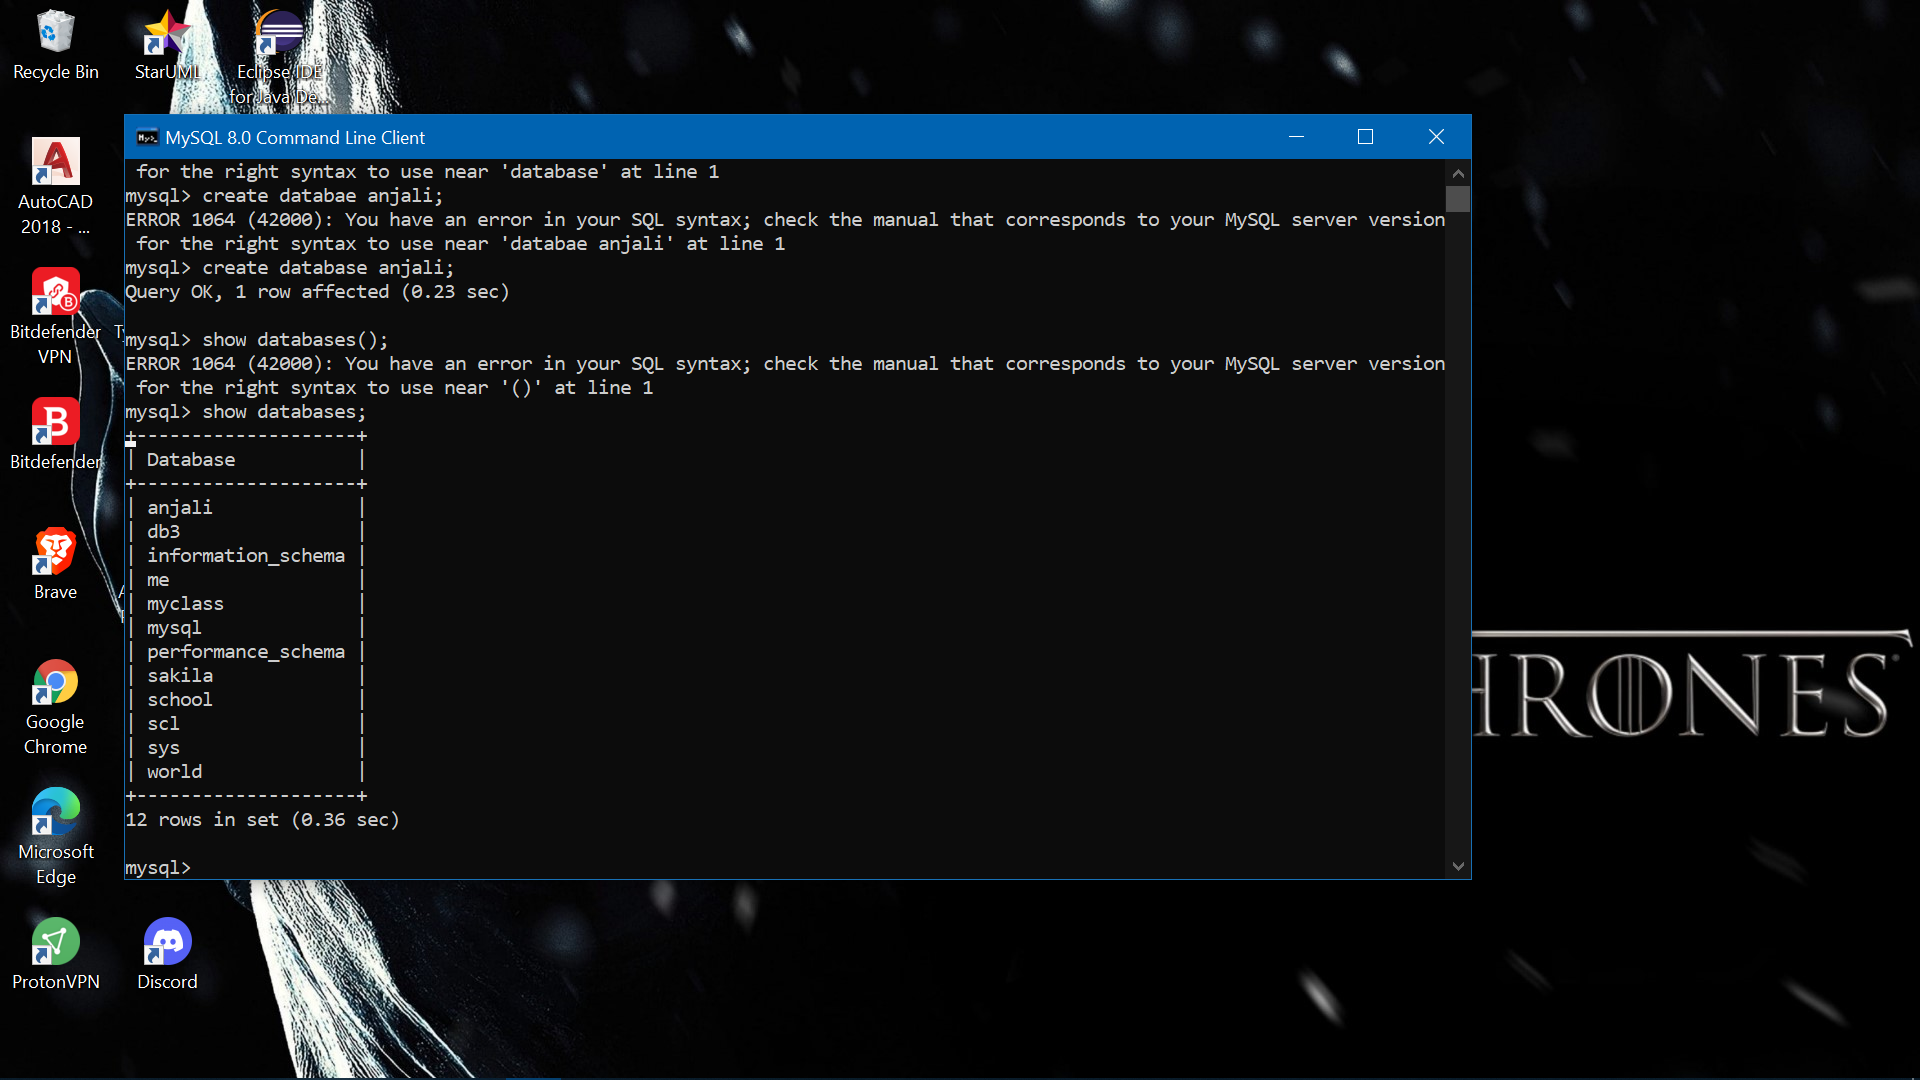 Recycle Bin
StarUML
Eclipse IDE
for Java De...
AutoCAD
2018 - ...
Bitdefender
VPN
Bitdefender
Brave
Google
Chrome
Microsoft
Edge
ProtonVPN
Discord
MySQL 8.0 Command Line Client
for the right syntax to use near 'database' at line 1
mysql> create databae anjali;
ERROR 1064 (42000): You have an error in your SQL syntax; check the manual that corresponds to your MySQL server version
for the right syntax to use near 'databae anjali' at line 1
mysql> create database anjali;
Query OK, 1 row affected (0.23 sec)
mysql> show databases();
ERROR 1064 (42000): You have an error in your SQL syntax; check the manual that corresponds to your MySQL server version
for the right syntax to use near '()' at line 1
mysql> show databases;
+--------------------+
| Database           |
+--------------------+
| anjali             |
| db3                |
| information_schema |
| me                 |
| myclass            |
| mysql              |
| performance_schema |
| sakila             |
| school             |
| scl                |
| sys                |
| world              |
+--------------------+
12 rows in set (0.36 sec)
mysql>
HRONES